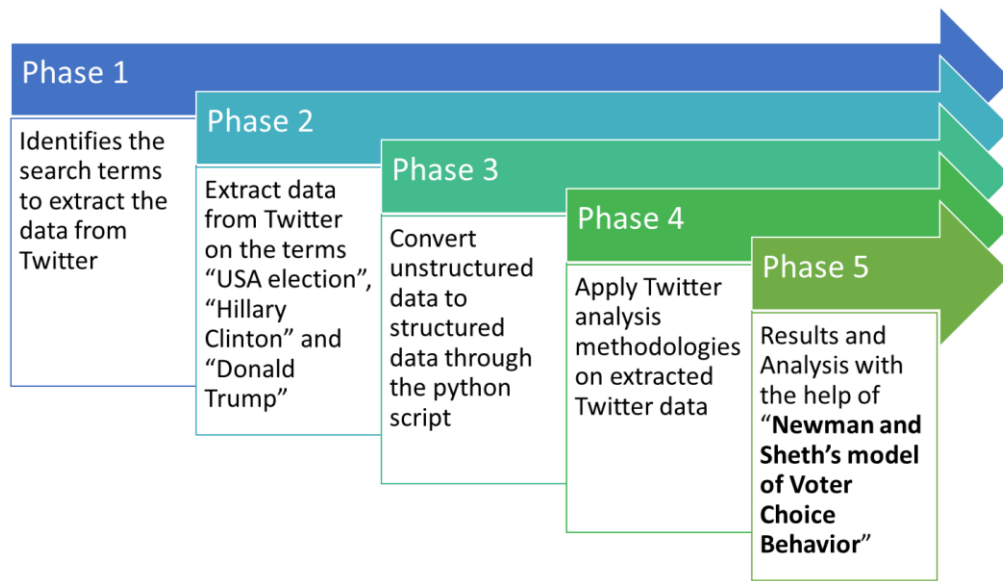 Phase 1
Identifies the
search terms
to extract the
data from
Twitter
Phase 2
Extract data
from Twitter
on the terms
“USA election”,
“Hillary
Clinton” and
“Donald
Trump”
Phase 3
Convert
unstructured
data to
structured
data through
the python
script
Phase 4
Apply Twitter
analysis
methodologies
on extracted
Twitter data
Phase 5
Results and
Analysis with
the help of
“Newman and
Sheth’s model
of Voter
Choice
Behavior”